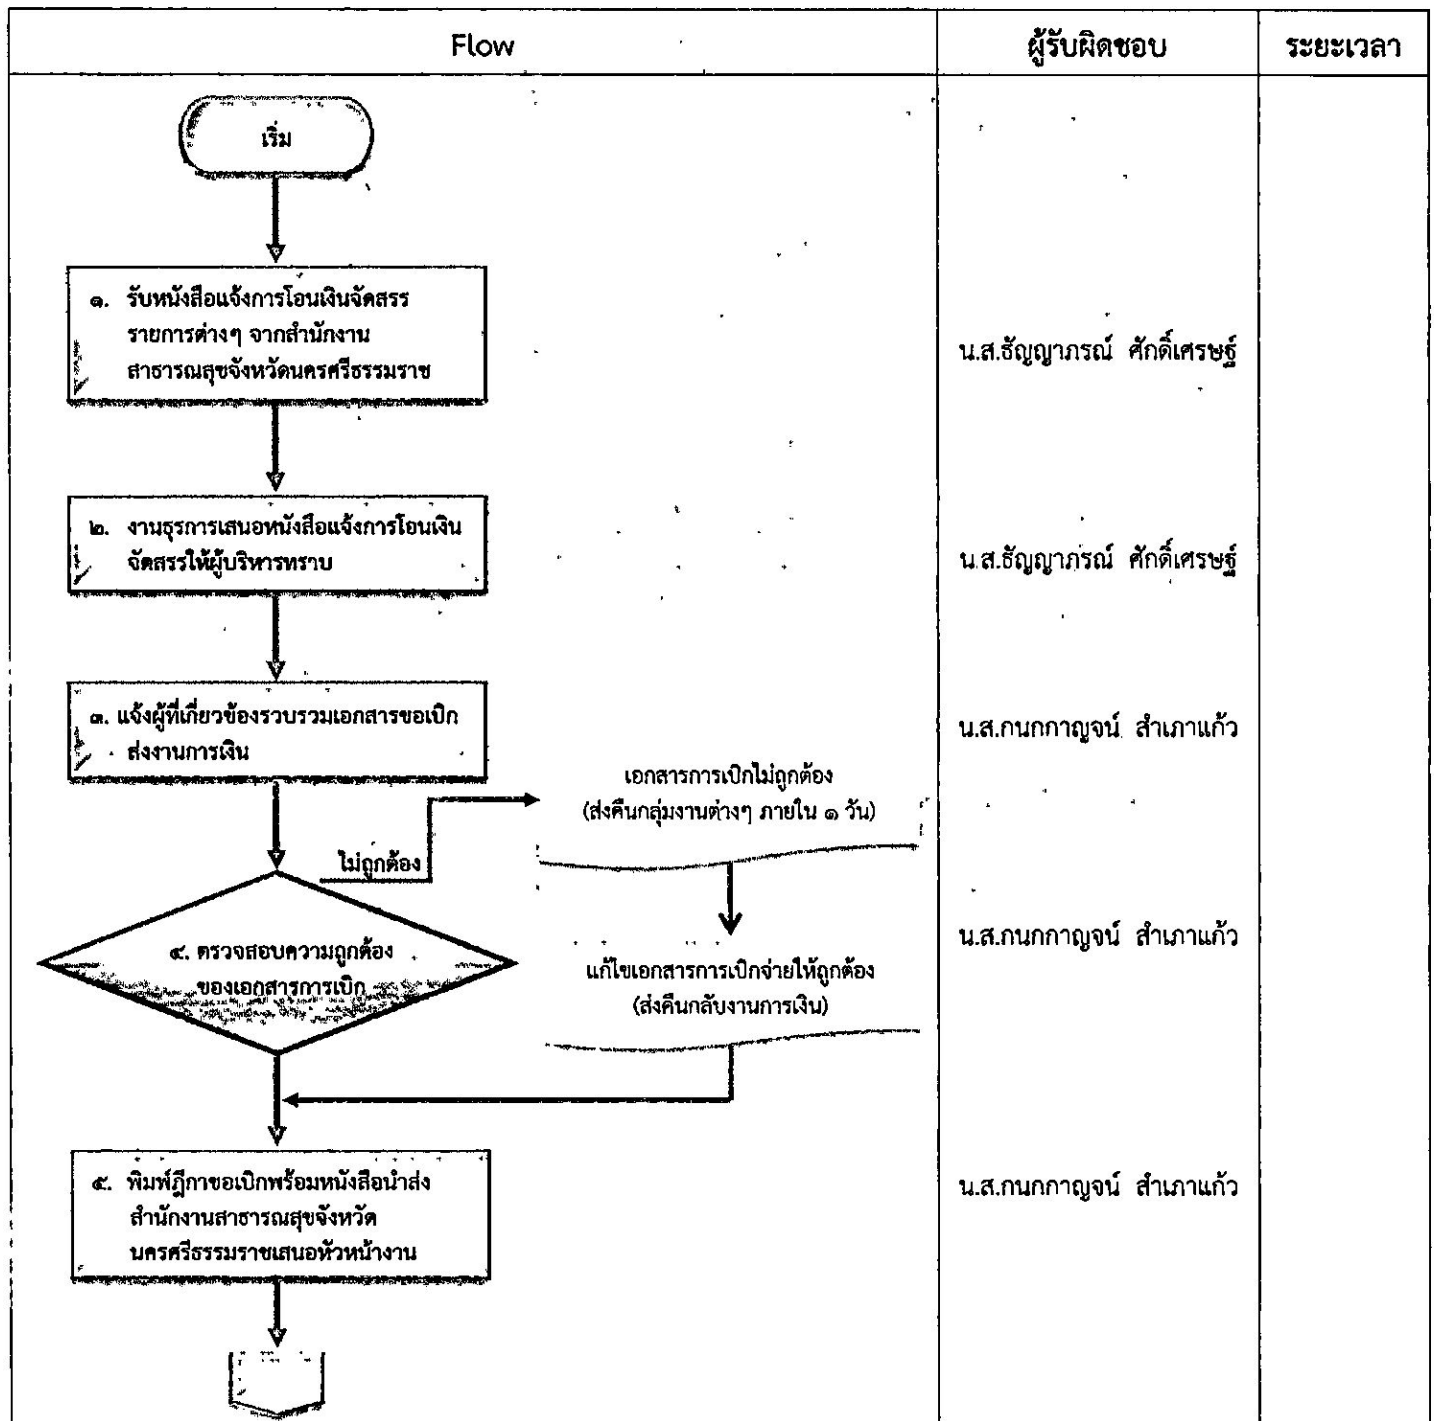 Flow
ผู้รับผิดชอบ
ระยะเวลา
เริ่ม
๑. รับหนังสือแจ้งการโอนเงินจัดสรร
รายการต่างๆ จากสำนักงาน
สาธารณสุขจังหวัดนครศรีธรรมราช
น.ส.ธัญญาภรณ์ ศักดิ์เศรษฐ์
๒. งานธุรการเสนอหนังสือแจ้งการโอนเงิน
จัดสรรให้ผู้บริหารทราบ
น.ส.ธัญญาภรณ์ ศักดิ์เศรษฐ์
๓. แจ้งผู้ที่เกี่ยวข้องรวบรวมเอกสารขอเบิก
ส่งงานการเงิน
น.ส.กนกกาญจน์ สำเภาแก้ว
เอกสารการเบิกไม่ถูกต้อง
(ส่งคืนกลุ่มงานต่างๆ ภายใน ๑ วัน)
ไม่ถูกต้อง
๔. ตรวจสอบความถูกต้อง
ของเอกสารการเบิก
น.ส.กนกกาญจน์ สำเภาแก้ว
แก้ไขเอกสารการเบิกจ่ายให้ถูกต้อง
(ส่งคืนกลับงานการเงิน)
๕. พิมพ์ฎีกาขอเบิกพร้อมหนังสือนำส่ง
สำนักงานสาธารณสุขจังหวัด
นครศรีธรรมราชเสนอหัวหน้างาน
น.ส.กนกกาญจน์ สำเภาแก้ว